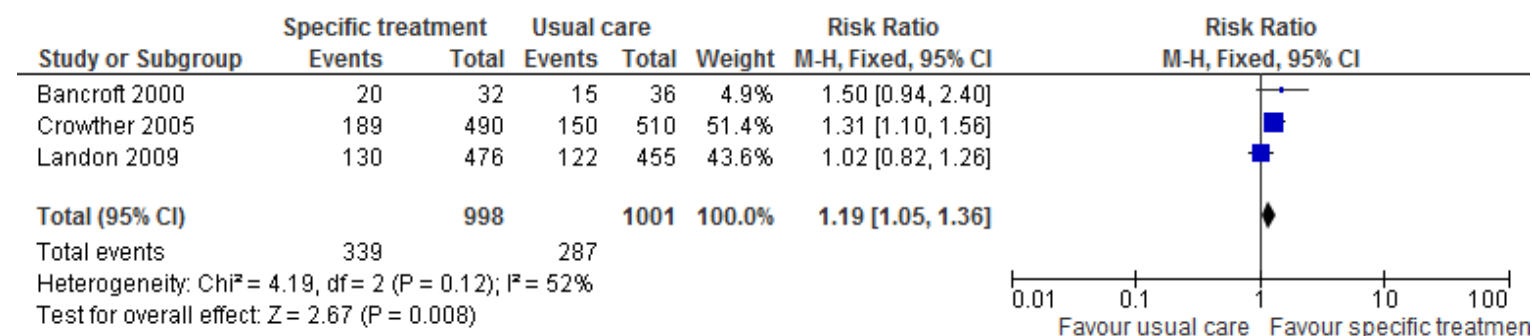 Specific treatment Usual care Risk Ratio Risk Ratio
Study or Subgroup Events Total Events Total Weight M-H, Fixed, 95% CI M-H, Fixed, 95% CI
Bancroft 2000 20 32 15 36 4.9% 1.50 [0.94, 2.40]
Crowther 2005 189 490 150 510 51.4% 1.31 [1.10, 1.56]
Landon 2009 130 476 122 455 43.6% 1.02 [0.82, 1.26]
Total (95% CI) 998 1001 100.0% 1.19 [1.05, 1.36]
Total events 339 287
Heterogeneity: Chi² = 4.19, df = 2 (P = 0.12); I² = 52%
Test for overall effect: Z = 2.67 (P = 0.008)
0.01 0.1 1 10 100
Favour usual care Favour specific treatmen